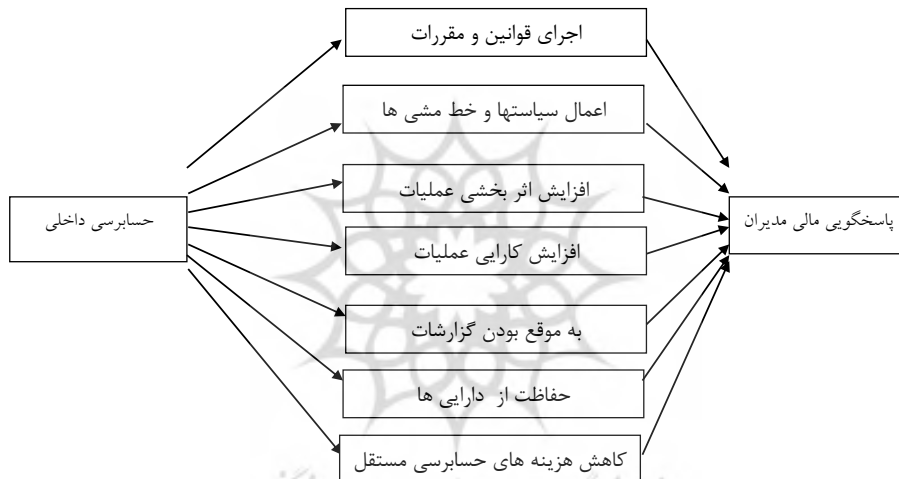 اجرای قوانین و مقررات
اعمال سیاستها و خط مشی ها
افزایش اثر بخشی عملیات
حسابرسی داخلی
پاسخگویی مالی مدیران
افزایش کارایی عملیات
به موقع بودن گزارشات
حفاظت از دارایی ها
کاهش هزینه های حسابرسی مستقل